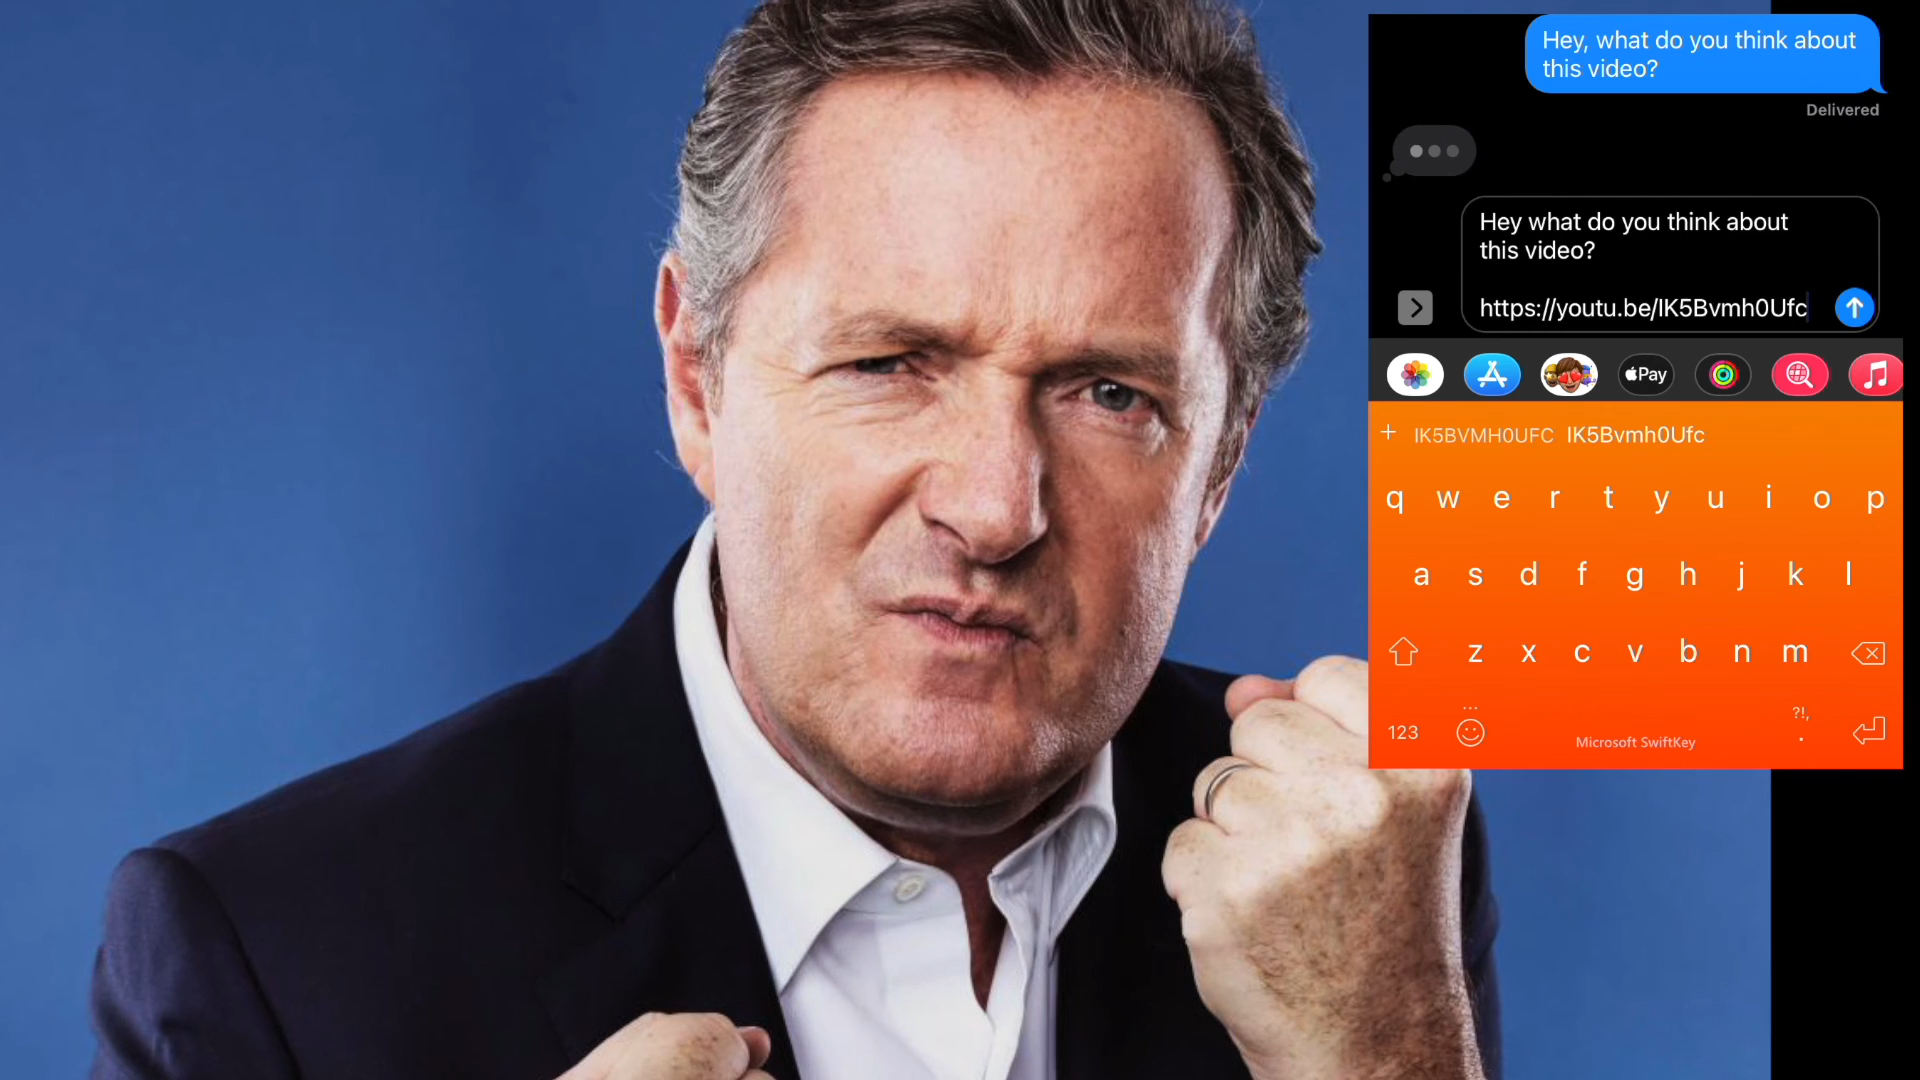 Hey, what do you think about
this video?
Delivered
Hey what do you think about
this video?
https://youtu.be/IK5Bvmh0Ufc
Pay
IK5BVMH0UFC IK5Bvmh0Ufc
q w e r t y u i o p
a s d f g h j k l
z x c v b n m
?!,
123 Microsoft SwiftKey .